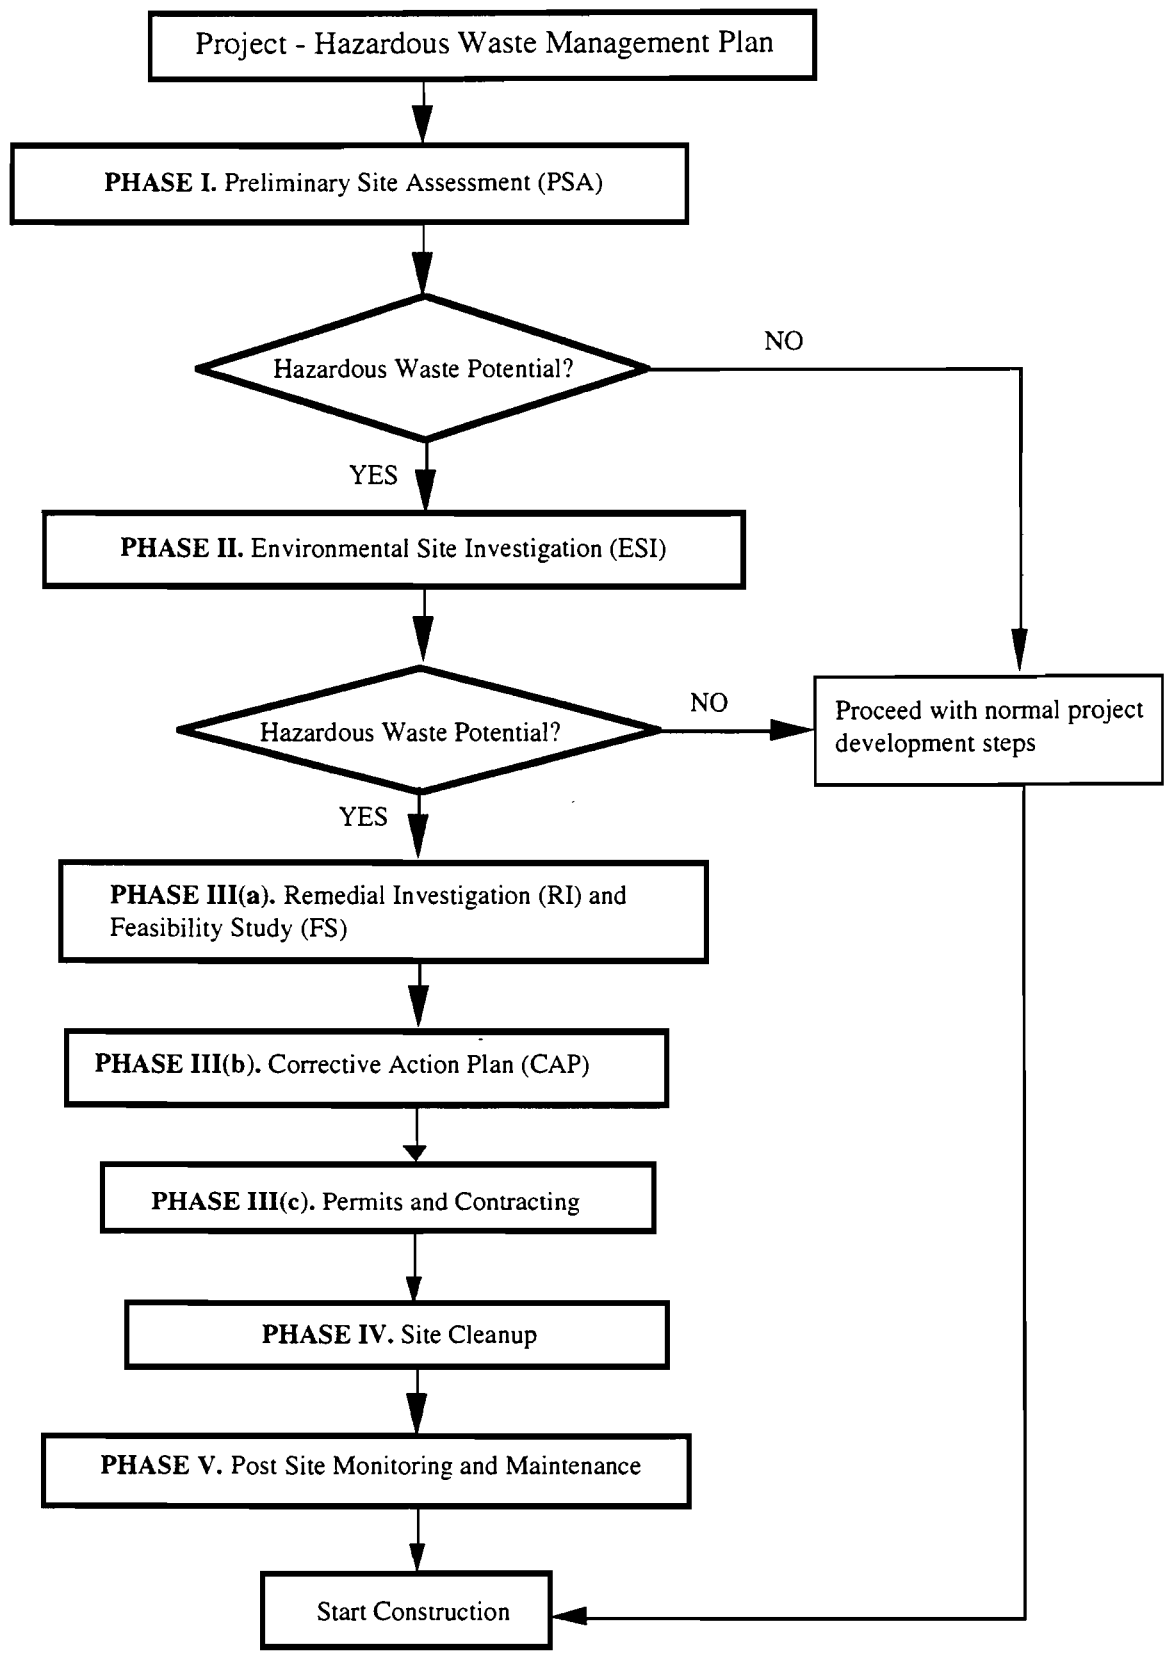 Project - Hazardous Waste Management Plan
PHASE I. Preliminary Site Assessment (PSA)
NO
Hazardous Waste Potential?
YES
PHASE II. Environmental Site Investigation (ESI)
NO
Hazardous Waste Potential?
Proceed with normal project
development steps
YES
PHASE III(a). Remedial Investigation (RI) and
Feasibility Study (FS)
PHASE III(b). Corrective Action Plan (CAP)
PHASE III(c). Permits and Contracting
PHASE IV. Site Cleanup
PHASE V. Post Site Monitoring and Maintenance
Start Construction